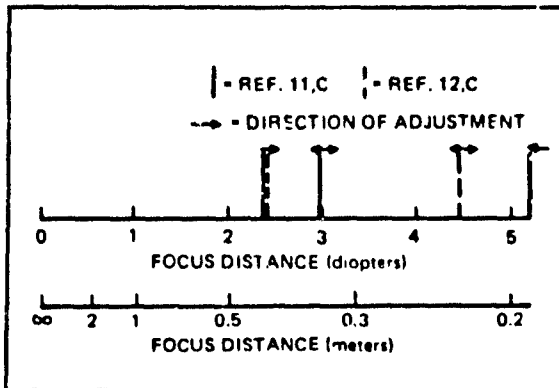 = REF. 11,C = REF. 12,C
= DIRECTION OF ADJUSTMENT
0 1 2 3 4 5
FOCUS DISTANCE (diopters)
∞ 2 1 0.5 0.3 0.2
FOCUS DISTANCE (meters)